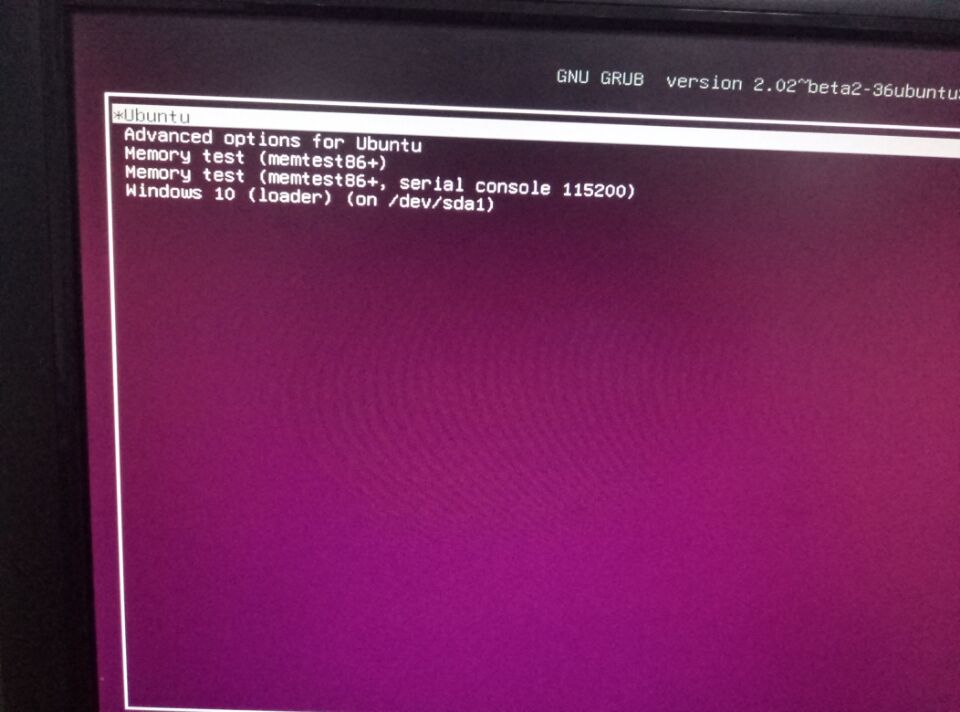 GNU GRUB version 2.02~beta2-36ubuntu
*Ubuntu
Advanced options for Ubuntu
Memory test (memtest86+)
Memory test (memtest86+, serial console 115200)
Windows 10 (loader) (on /dev/sda1)